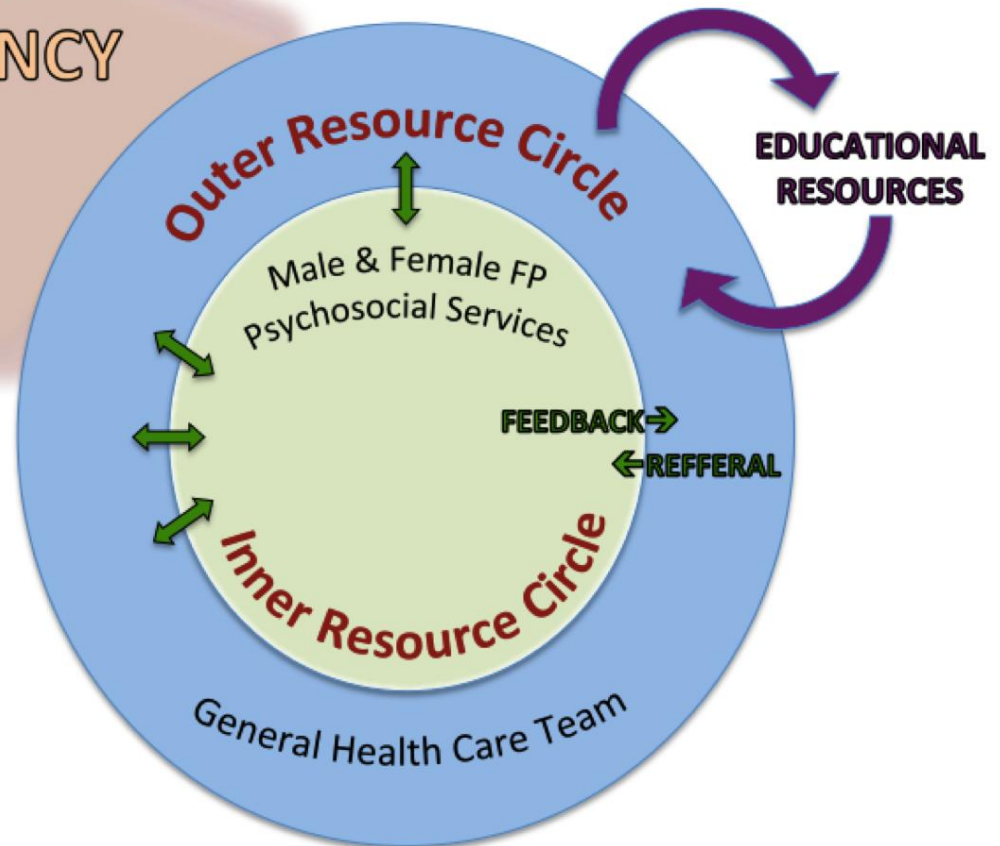 NCY
Outer Resource Circle
EDUCATIONAL
RESOURCES
Male & Female FP
Psychosocial Services
FEEDBACK
REFFERAL
Inner Resource Circle
General Health Care Team